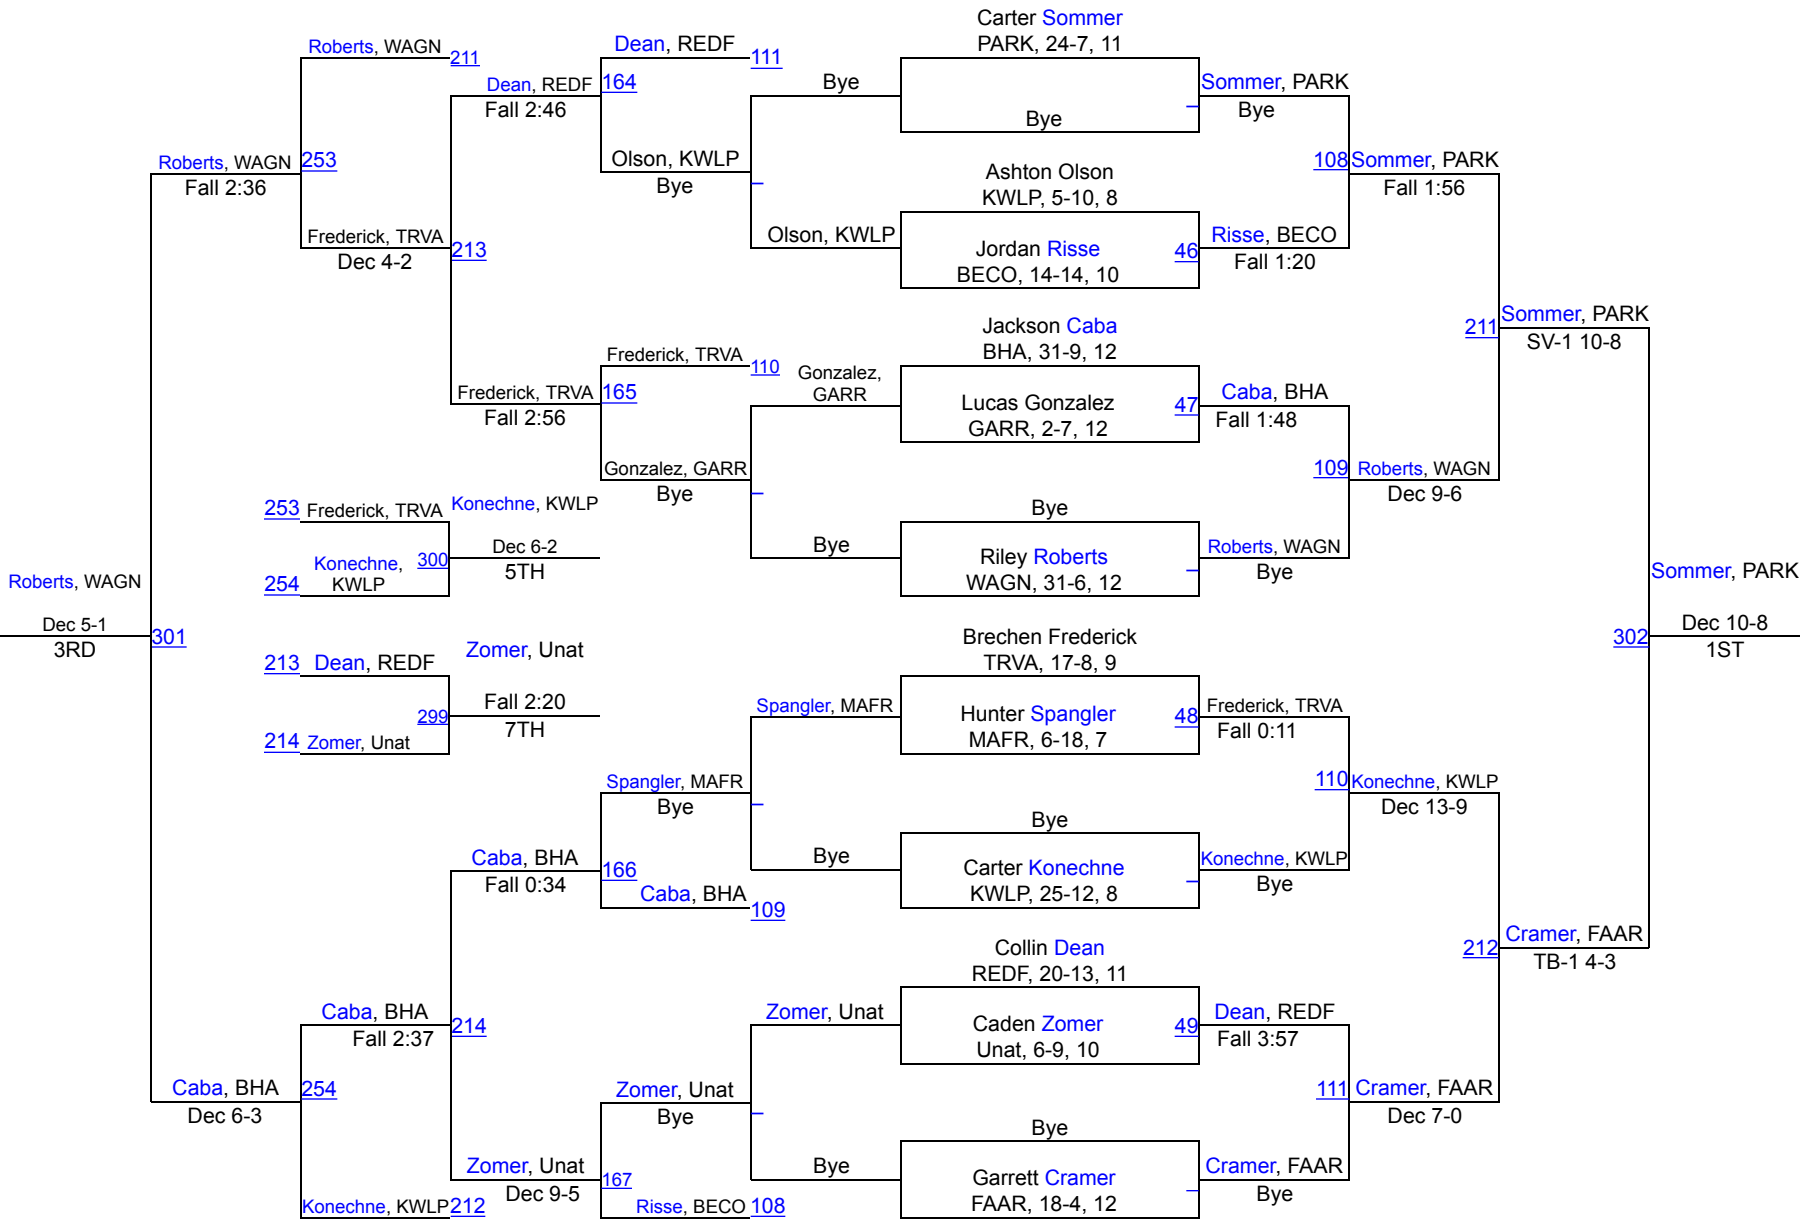 Carter Sommer
PARK, 24-7, 11
Bye
Ashton Olson
KWLP, 5-10, 8
Jordan Risse
BECO, 14-14, 10
46
Jackson Caba
BHA, 31-9, 12
Lucas Gonzalez
GARR, 2-7, 12
47
Bye
Riley Roberts
WAGN, 31-6, 12
Brechen Frederick
TRVA, 17-8, 9
Hunter Spangler
MAFR, 6-18, 7
48
Bye
Carter Konechne
KWLP, 25-12, 8
Collin Dean
REDF, 20-13, 11
Caden Zomer
Unat, 6-9, 10
49
Bye
Garrett Cramer
FAAR, 18-4, 12
Sommer, PARK
Bye
108
Risse, BECO
Fall 1:20
Caba, BHA
Fall 1:48
109
Roberts, WAGN
Bye
Frederick, TRVA
Fall 0:11
110
Konechne, KWLP
Bye
Dean, REDF
Fall 3:57
111
Cramer, FAAR
Bye
Sommer, PARK
Fall 1:56
211
Roberts, WAGN
Dec 9-6
Konechne, KWLP
Dec 13-9
212
Cramer, FAAR
Dec 7-0
Sommer, PARK
SV-1 10-8
302
Cramer, FAAR
TB-1 4-3
Sommer, PARK
Dec 10-8
1ST
Bye
Olson, KWLP
Gonzalez,
GARR
Bye
Spangler, MAFR
Bye
Zomer, Unat
Bye
Dean, REDF
111
164
Olson, KWLP
Bye
Frederick, TRVA
110
165
Gonzalez, GARR
Bye
Spangler, MAFR
Bye
166
Caba, BHA
109
Zomer, Unat
Bye
167
Risse, BECO
108
Dean, REDF
Fall 2:46
213
Frederick, TRVA
Fall 2:56
Caba, BHA
Fall 0:34
214
Zomer, Unat
Dec 9-5
Roberts, WAGN
211
253
Frederick, TRVA
Dec 4-2
Caba, BHA
Fall 2:37
254
Konechne, KWLP
212
Roberts, WAGN
Fall 2:36
301
Caba, BHA
Dec 6-3
Roberts, WAGN
Dec 5-1
3RD
253
Frederick, TRVA
254
Konechne,
KWLP
300
Konechne, KWLP
Dec 6-2
5TH
213
Dean, REDF
214
Zomer, Unat
299
Zomer, Unat
Fall 2:20
7TH